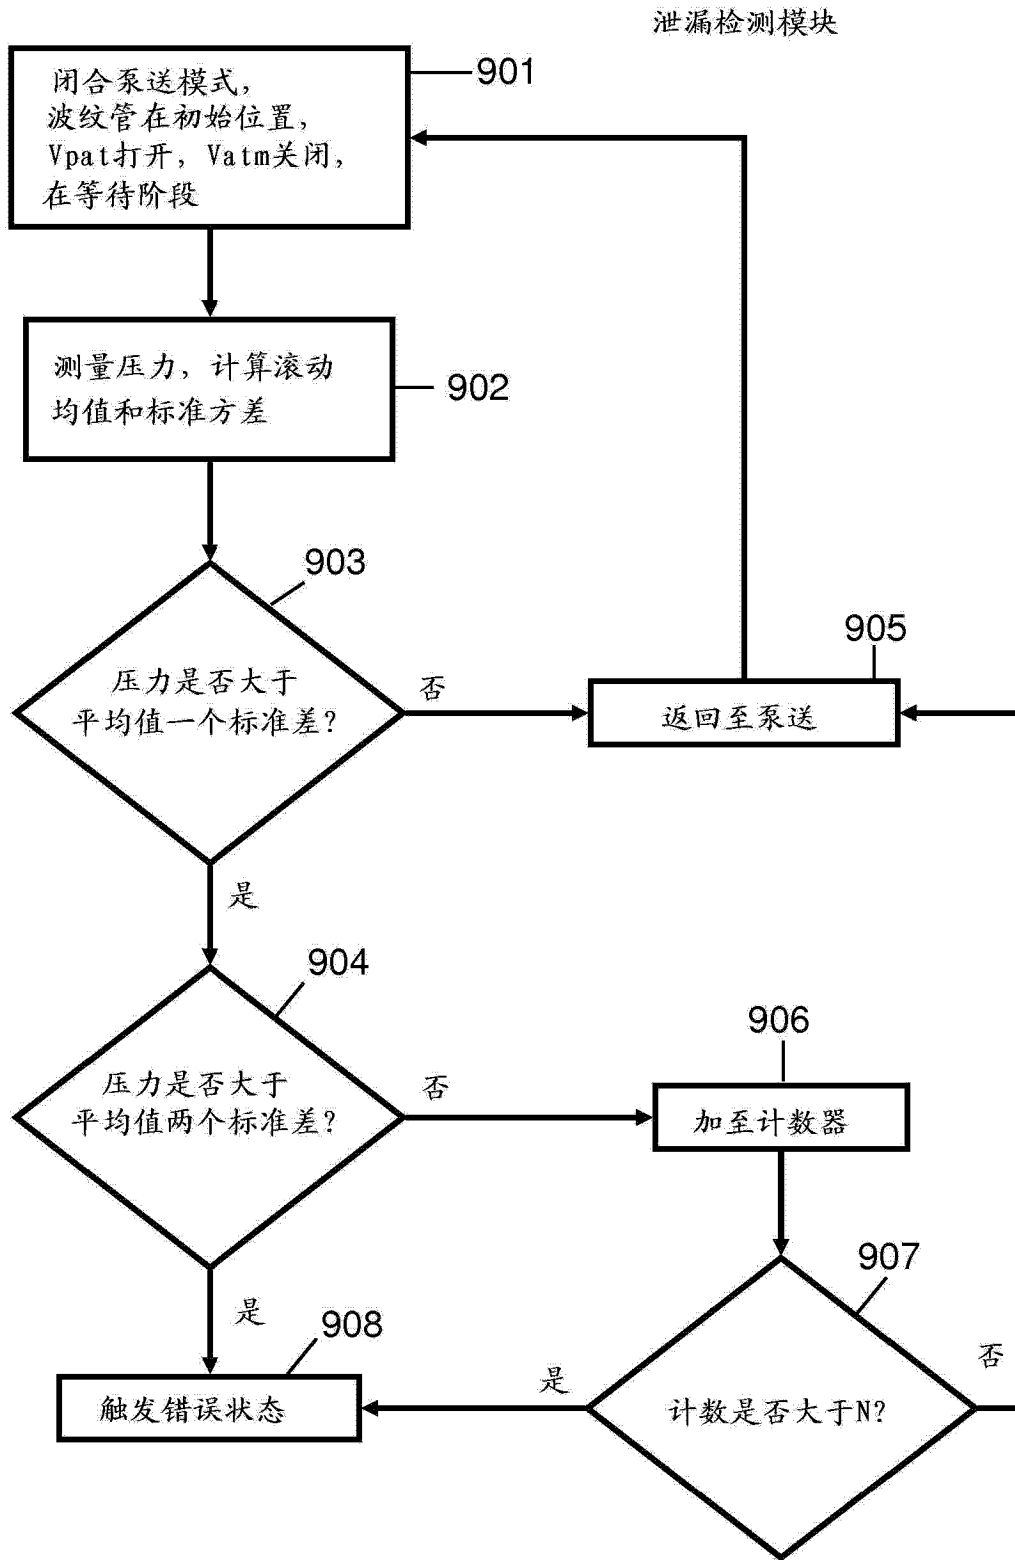 泄漏检测模块
901
闭合泵送模式，
波纹管在初始位置，
Vpat打开，Vatm关闭，
在等待阶段
902
测量压力，计算滚动
均值和标准方差
903
压力是否大于
平均值一个标准差？
否
905
返回至泵送
是
904
压力是否大于
平均值两个标准差？
否
906
加至计数器
907
计数是否大于N？
否
是
是
908
触发错误状态